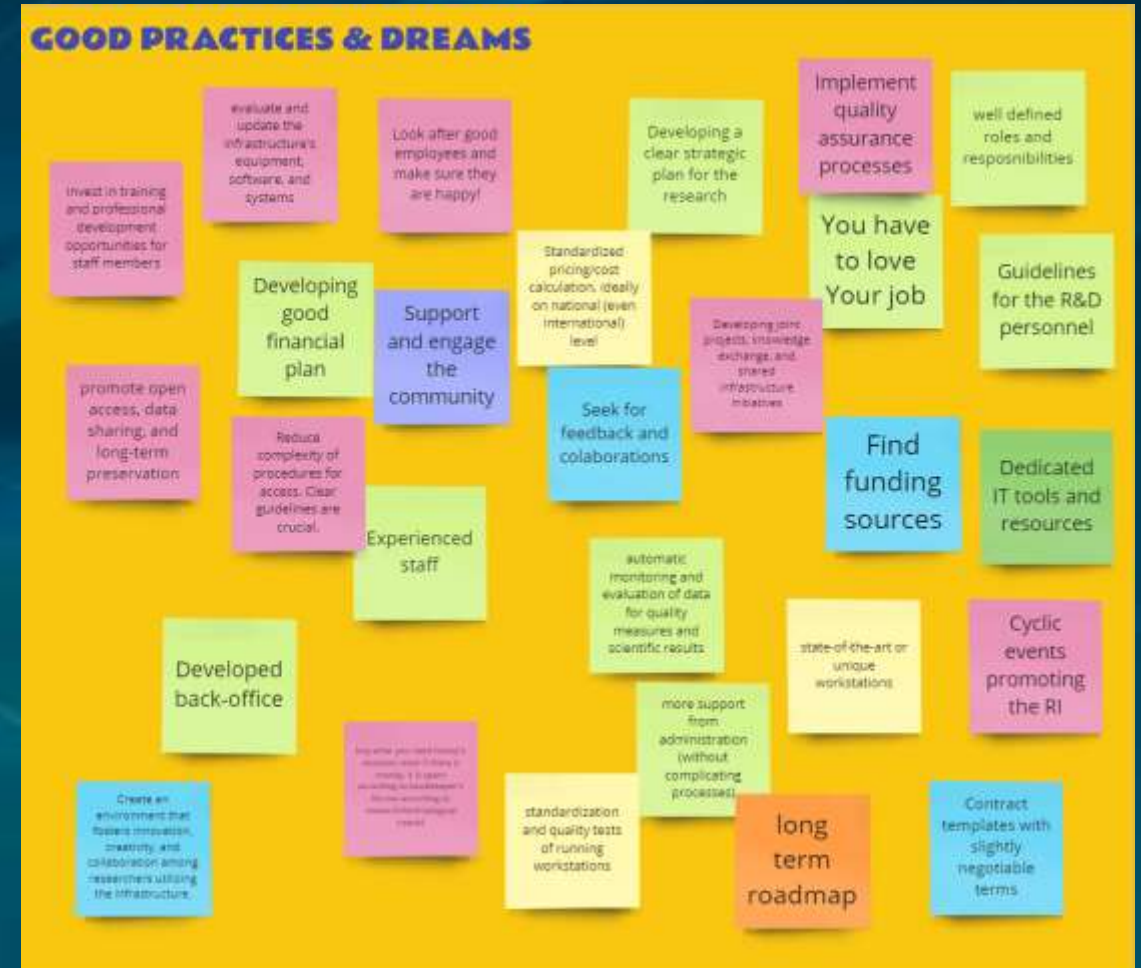 GOOD PRACTICES & DREAMS
evaluate and
update the
infrastructure's
equipment,
software, and
systems
Look after good
employees and
make sure they
are happy!
Developing a
clear strategic
plan for the
research
Implement
quality
assurance
processes
well defined
roles and
resposnibilities
Invest in training
and professional
development
opportunities for
staff members
Developing
good
financial
plan
Support
and engage
the
community
Standardized
pricing/cost
calculation, ideally
on national (even
international)
level
You have
to love
Your job
Guidelines
for the R&D
personnel
Developing joint
projects, knowledge
exchange, and
shared
infrastructure
initiatives
promote open
access, data
sharing, and
long-term
preservation
Reduce
complexity of
procedures for
access. Clear
guidelines are
crucial.
Seek for
feedback and
colaborations
Find
funding
sources
Dedicated
IT tools and
resources
Experienced
staff
automatic
monitoring and
evaluation of data
for quality
measures and
scientific results
state-of-the-art or
unique
workstations
Cyclic
events
promoting
the RI
Developed
back-office
more support
from
administration
(without
complicating
processes)
Create an
environment that
fosters innovation,
creativity, and
collaboration among
researchers utilizing
the infrastructure.
standardization
and quality tests
of running
workstations
long
term
roadmap
Contract
templates with
slightly
negotiable
terms